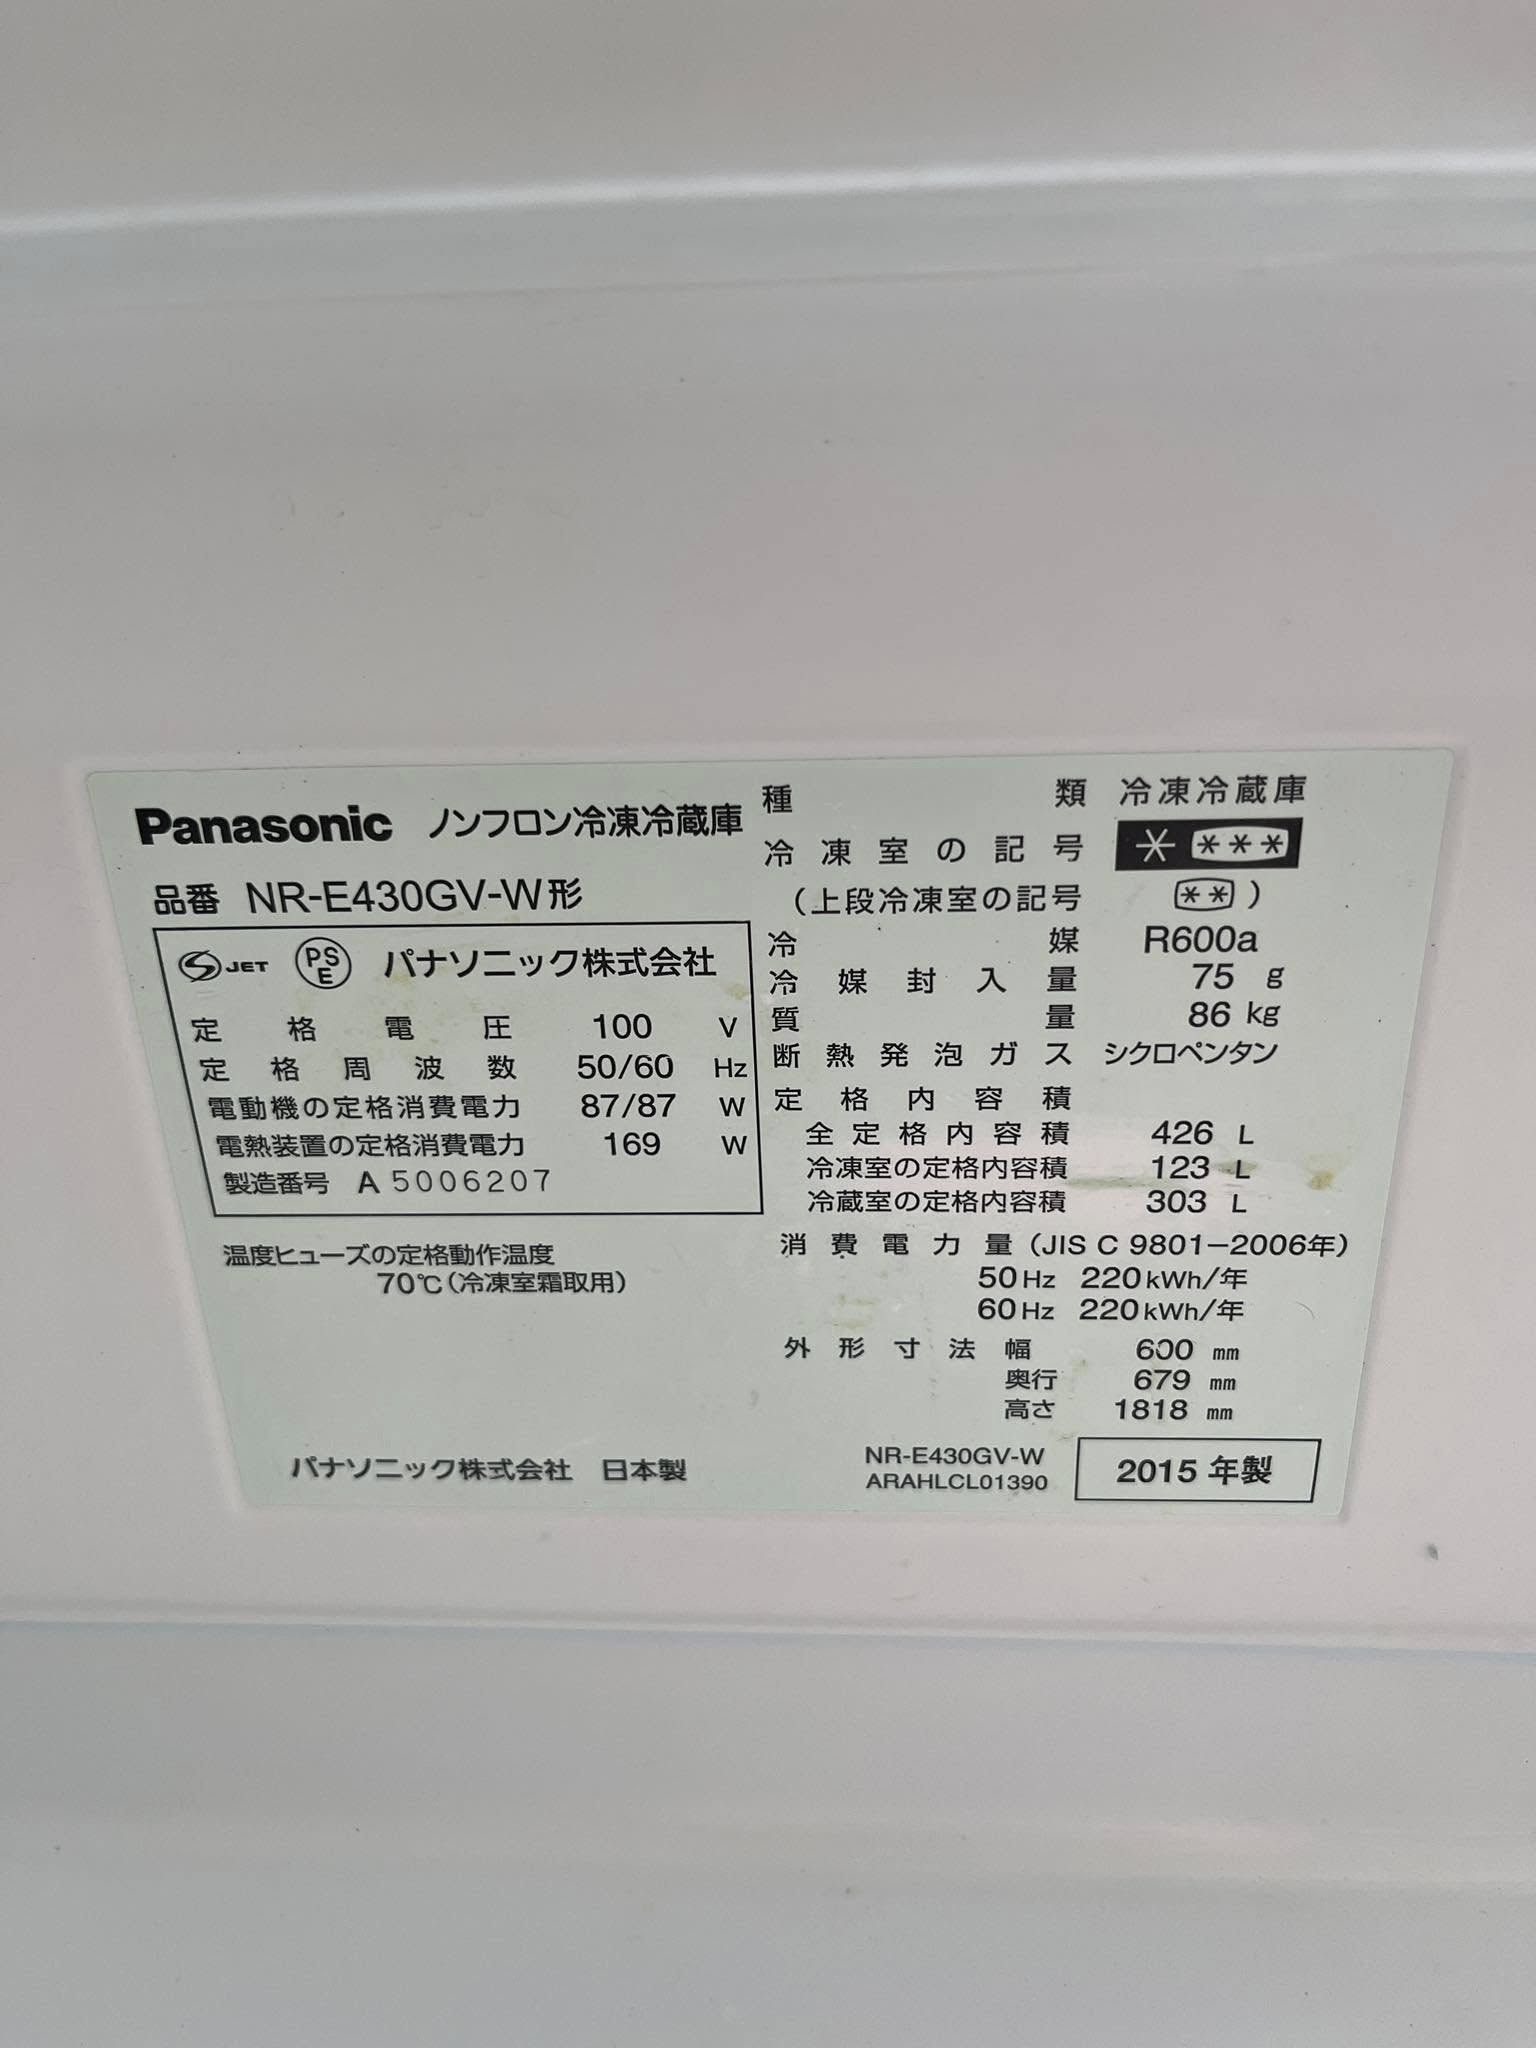 Panasonic ノンフロン冷凍冷蔵庫
品番 NR-E430GV-W形
JET PSE パナソニック株式会社
定格電圧 100 V
定格周波数 50/60 Hz
電動機の定格消費電力 87/87 W
電熱装置の定格消費電力 169 W
製造番号 A 5006207
温度ヒューズの定格動作温度
70℃(冷凍室霜取用)
パナソニック株式会社 日本製
種類 冷凍冷蔵庫
冷凍室の記号 * ***
(上段冷凍室の記号 ** )
冷媒 R600a
冷媒封入量 75 g
質量 86 kg
断熱発泡ガス シクロペンタン
定格内容積
全定格内容積 426 L
冷凍室の定格内容積 123 L
冷蔵室の定格内容積 303 L
消費電力量(JIS C 9801-2006年)
50Hz 220kWh/年
60Hz 220kWh/年
外形寸法 幅 600 mm
奥行 679 mm
高さ 1818 mm
NR-E430GV-W
ARAHLCL01390
2015 年製